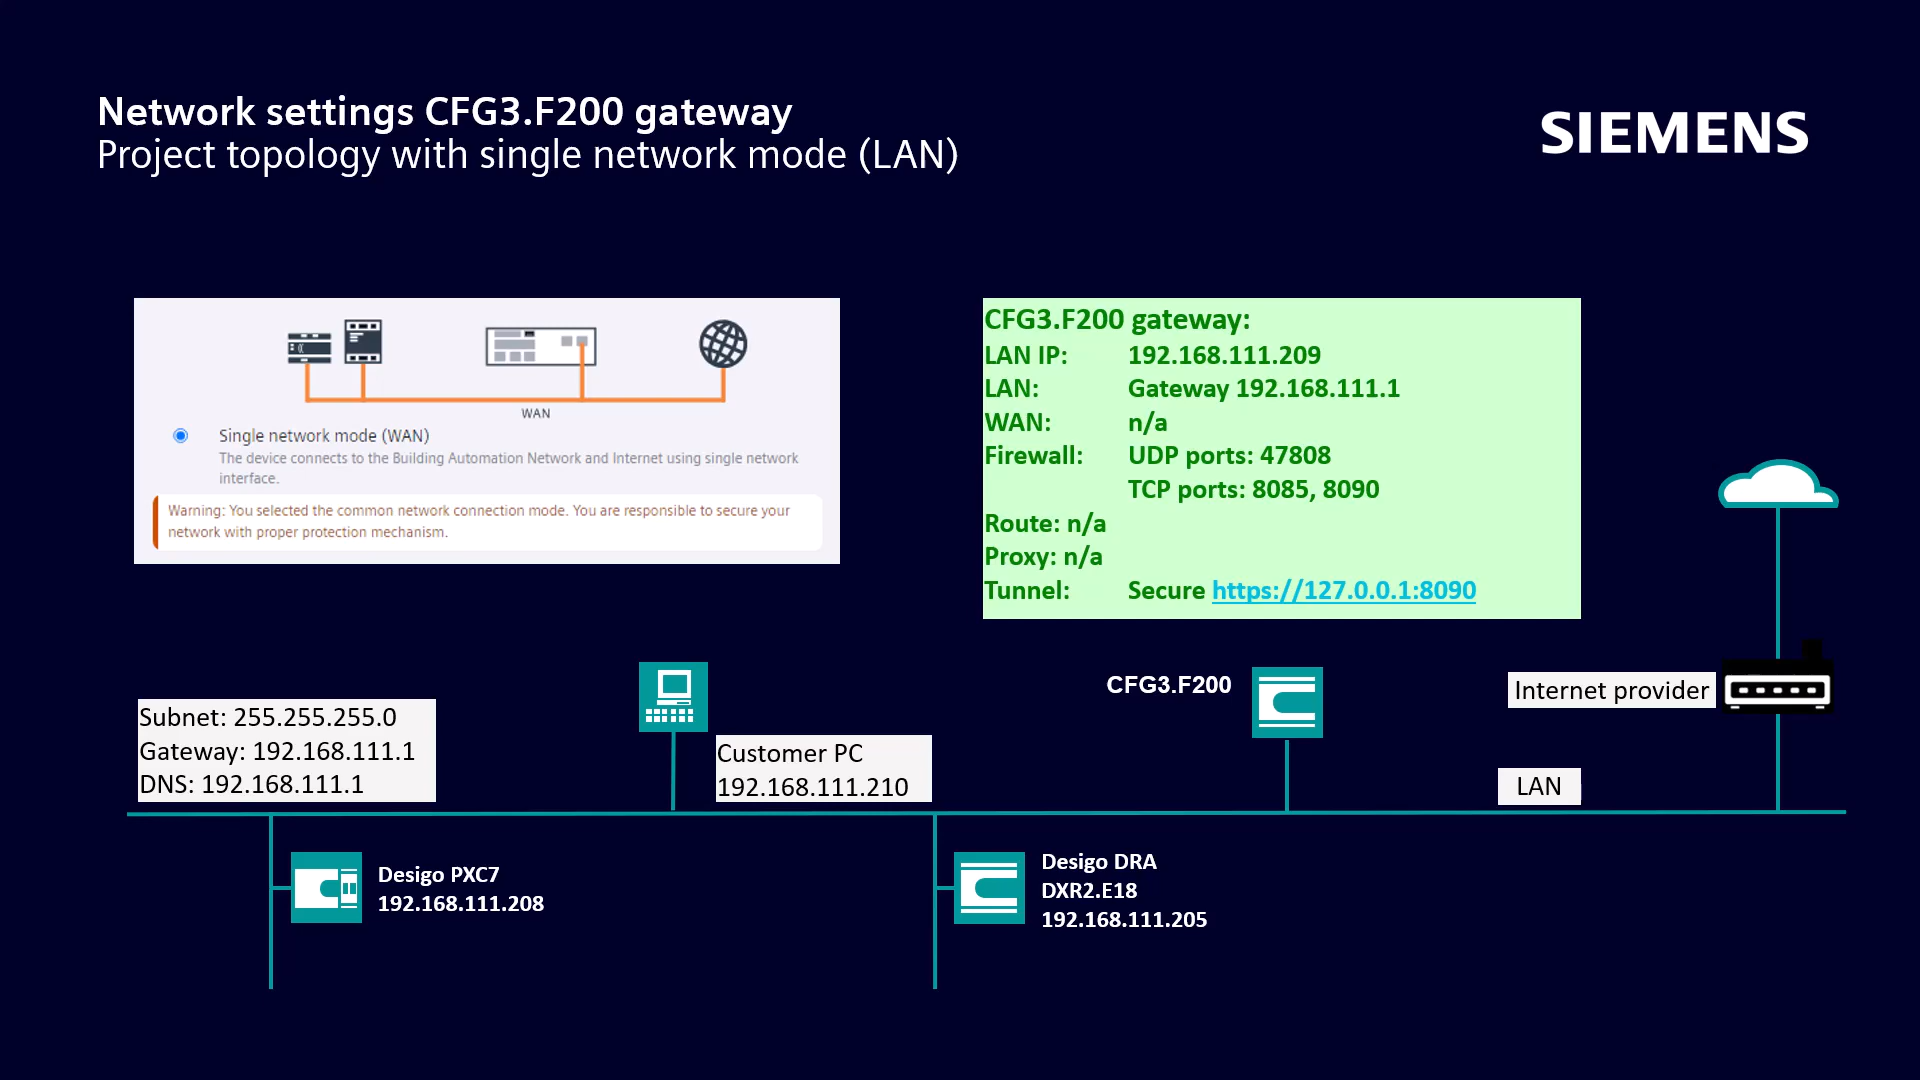 Network settings CFG3.F200 gateway
Project topology with single network mode (LAN)
SIEMENS
WAN
Single network mode (WAN)
The device connects to the Building Automation Network and Internet using single network
interface.
Warning: You selected the common network connection mode. You are responsible to secure your
network with proper protection mechanism.
CFG3.F200 gateway:
LAN IP: 192.168.111.209
LAN: Gateway 192.168.111.1
WAN: n/a
Firewall: UDP ports: 47808
TCP ports: 8085, 8090
Route: n/a
Proxy: n/a
Tunnel: Secure https://127.0.0.1:8090
CFG3.F200
Internet provider
Subnet: 255.255.255.0
Gateway: 192.168.111.1
DNS: 192.168.111.1
Customer PC
192.168.111.210
LAN
Desigo PXC7
192.168.111.208
Desigo DRA
DXR2.E18
192.168.111.205